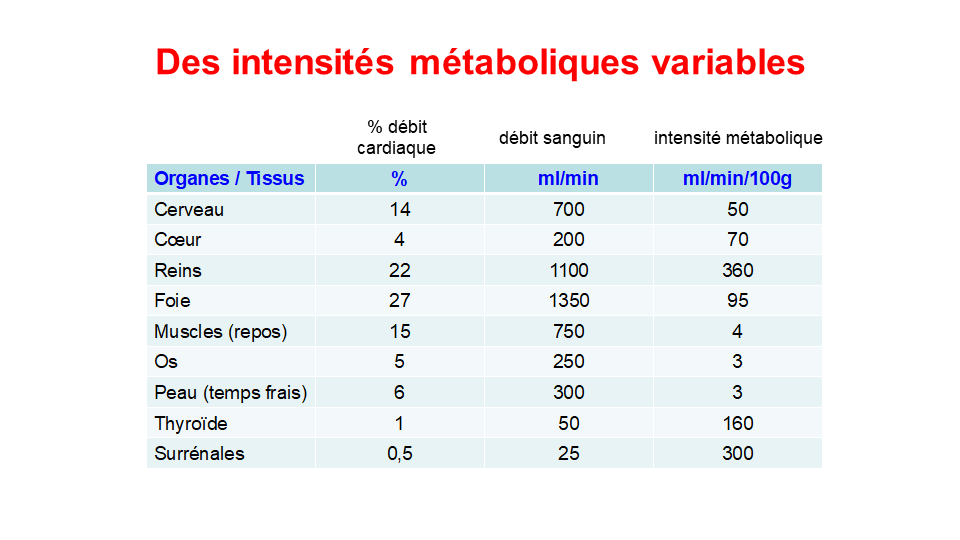 Des intensités métaboliques variables
% débit cardiaque débit sanguin intensité métabolique
Organes / Tissus % ml/min ml/min/100g
Cerveau 14 700 50
Cœur 4 200 70
Reins 22 1100 360
Foie 27 1350 95
Muscles (repos) 15 750 4
Os 5 250 3
Peau (temps frais) 6 300 3
Thyroïde 1 50 160
Surrénales 0,5 25 300